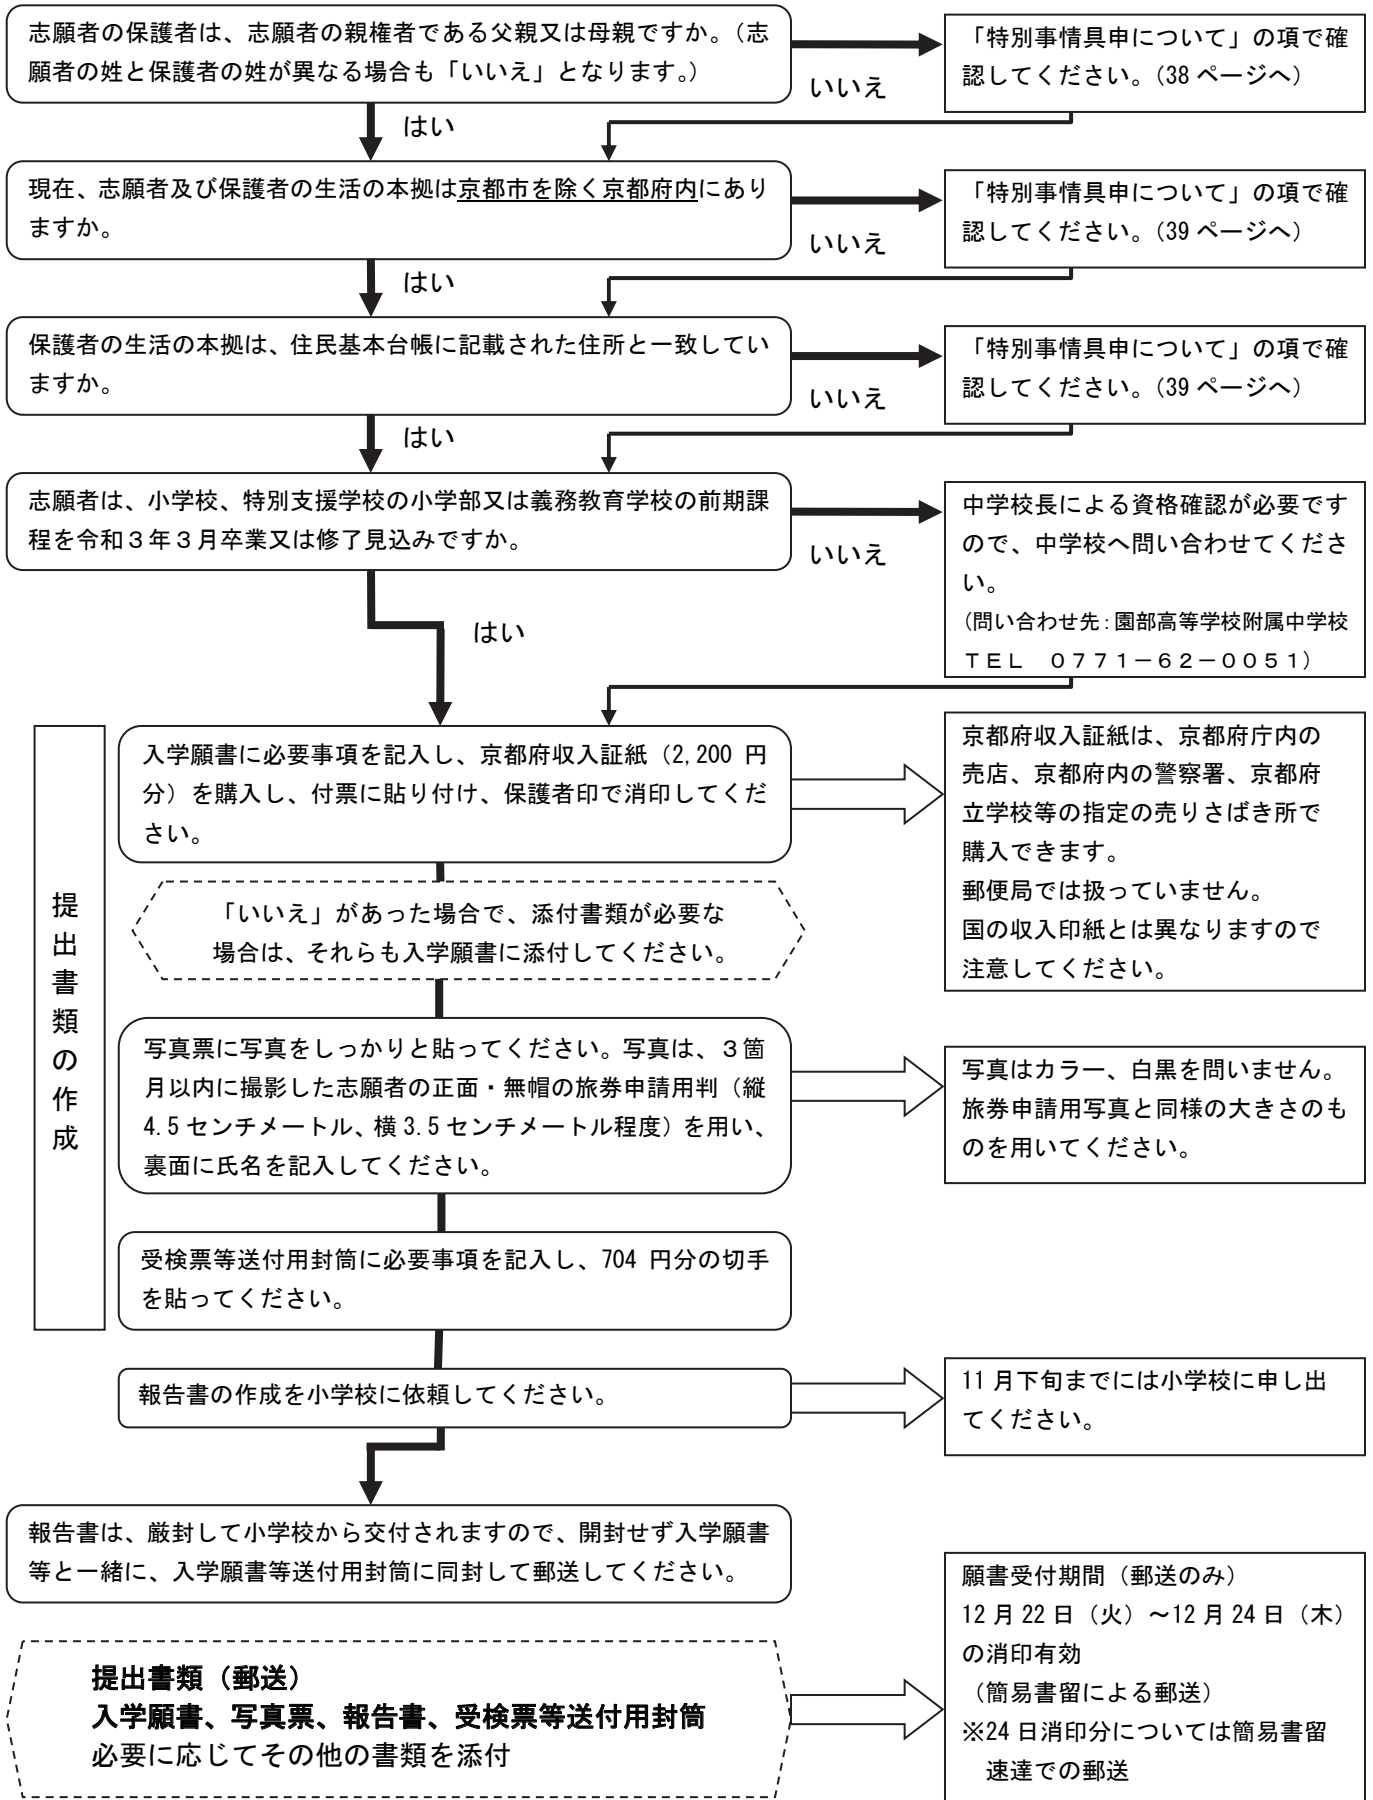 志願者の保護者は、志願者の親権者である父親又は母親ですか。（志
願者の姓と保護者の姓が異なる場合も「いいえ」となります。）
いいえ
「特別事情具申について」の項で確
認してください。（38 ページへ）
はい
現在、志願者及び保護者の生活の本拠は京都市を除く京都府内にあり
ますか。
いいえ
「特別事情具申について」の項で確
認してください。（39 ページへ）
はい
保護者の生活の本拠は、住民基本台帳に記載された住所と一致してい
ますか。
いいえ
「特別事情具申について」の項で確
認してください。（39 ページへ）
はい
志願者は、小学校、特別支援学校の小学部又は義務教育学校の前期課
程を令和３年３月卒業又は修了見込みですか。
いいえ
中学校長による資格確認が必要です
ので、中学校へ問い合わせてくださ
い。
（問い合わせ先：園部高等学校附属中学校
ＴＥＬ　０７７１－６２－００５１）
はい
提出書類の作成
入学願書に必要事項を記入し、京都府収入証紙（2,200 円
分）を購入し、付票に貼り付け、保護者印で消印してくだ
さい。
京都府収入証紙は、京都府庁内の
売店、京都府内の警察署、京都府
立学校等の指定の売りさばき所で
購入できます。
郵便局では扱っていません。
国の収入印紙とは異なりますので
注意してください。
「いいえ」があった場合で、添付書類が必要な
場合は、それらも入学願書に添付してください。
写真票に写真をしっかりと貼ってください。写真は、３箇
月以内に撮影した志願者の正面・無帽の旅券申請用判（縦
4.5 センチメートル、横 3.5 センチメートル程度）を用い、
裏面に氏名を記入してください。
写真はカラー、白黒を問いません。
旅券申請用写真と同様の大きさのも
のを用いてください。
受検票等送付用封筒に必要事項を記入し、704 円分の切手
を貼ってください。
報告書の作成を小学校に依頼してください。
11 月下旬までには小学校に申し出
てください。
報告書は、厳封して小学校から交付されますので、開封せず入学願書
等と一緒に、入学願書等送付用封筒に同封して郵送してください。
提出書類（郵送）
入学願書、写真票、報告書、受検票等送付用封筒
必要に応じてその他の書類を添付
願書受付期間（郵送のみ）
12 月 22 日（火）～12 月 24 日（木）
の消印有効
（簡易書留による郵送）
※24 日消印分については簡易書留
速達での郵送